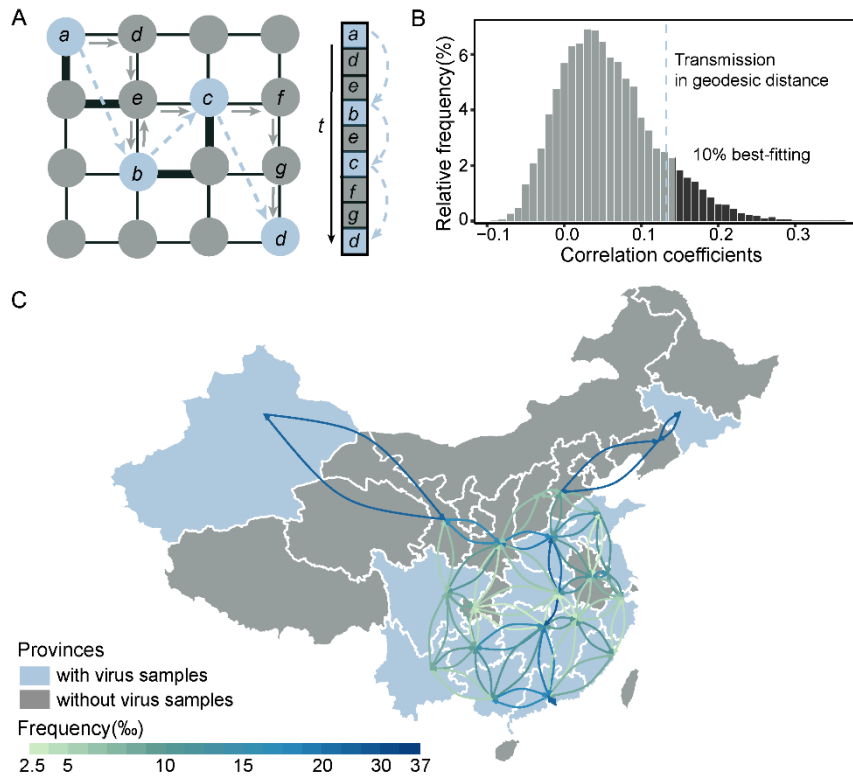 A
a
d
e
c
f
b
g
d
t
a
d
e
b
e
c
f
g
d
B
Relative frequency(%)
6
4
2
0
Transmission
in geodesic distance
10% best-fitting
−0.1
0.0
0.1
0.2
0.3
Correlation coefficients
C
Provinces
with virus samples
without virus samples
Frequency(‰)
2.5 5 10 15 20 30 37